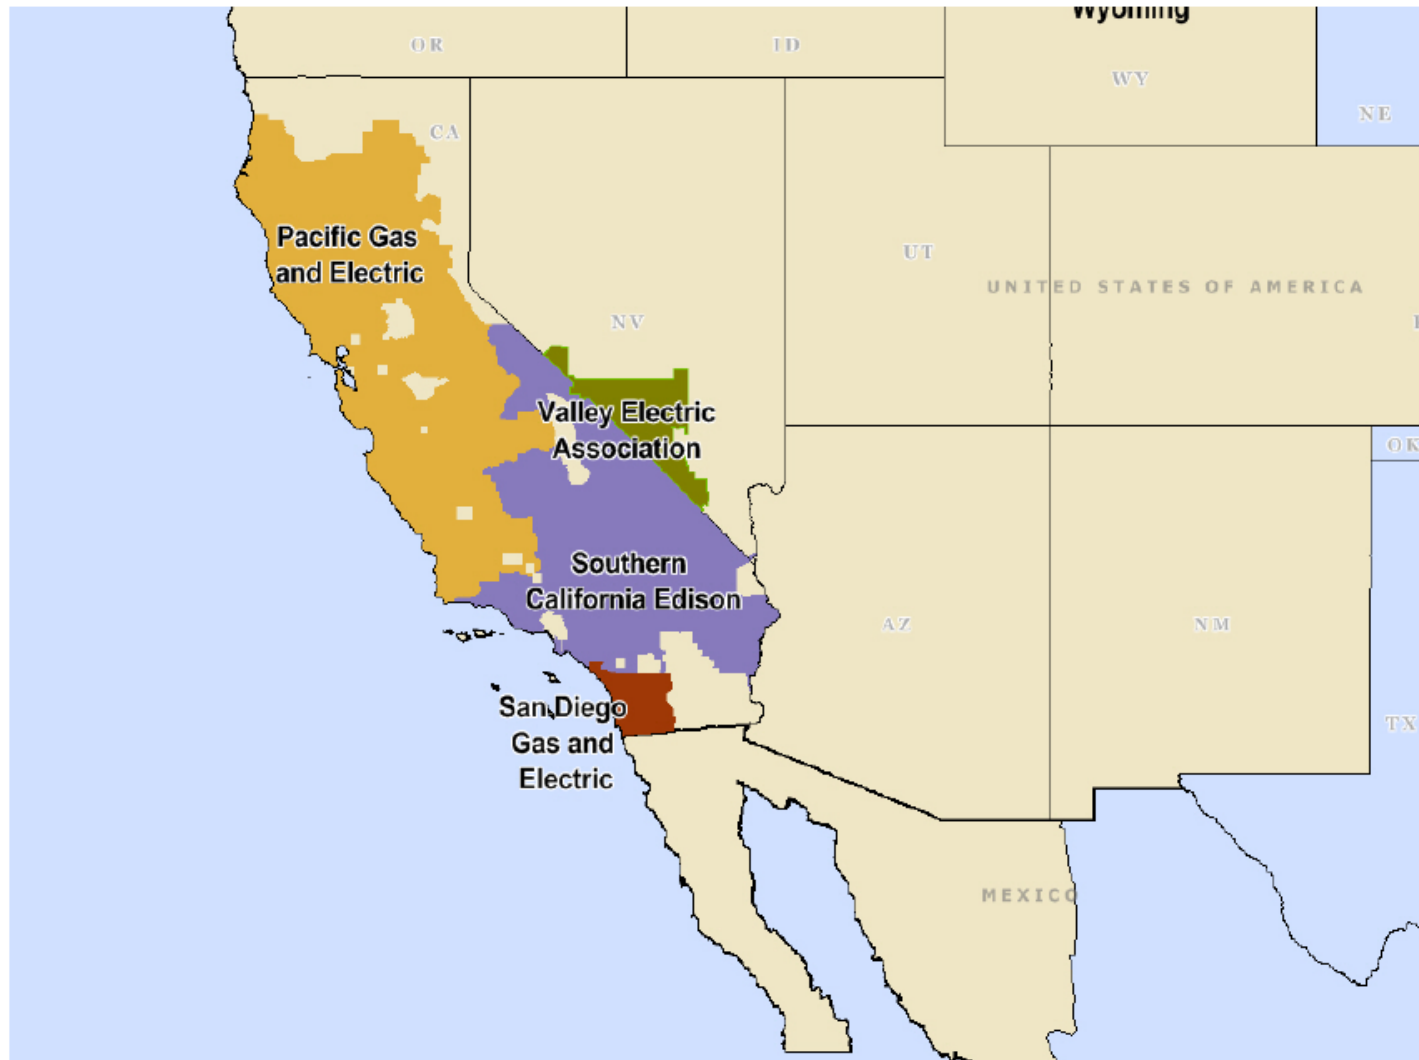 Wyoming
OR
ID
WY
NE
CA
Pacific Gas
and Electric
UT
UNITED STATES OF AMERICA
NV
Valley Electric
Association
OK
Southern
California Edison
AZ
NM
San Diego
Gas and
Electric
TX
MEXICO